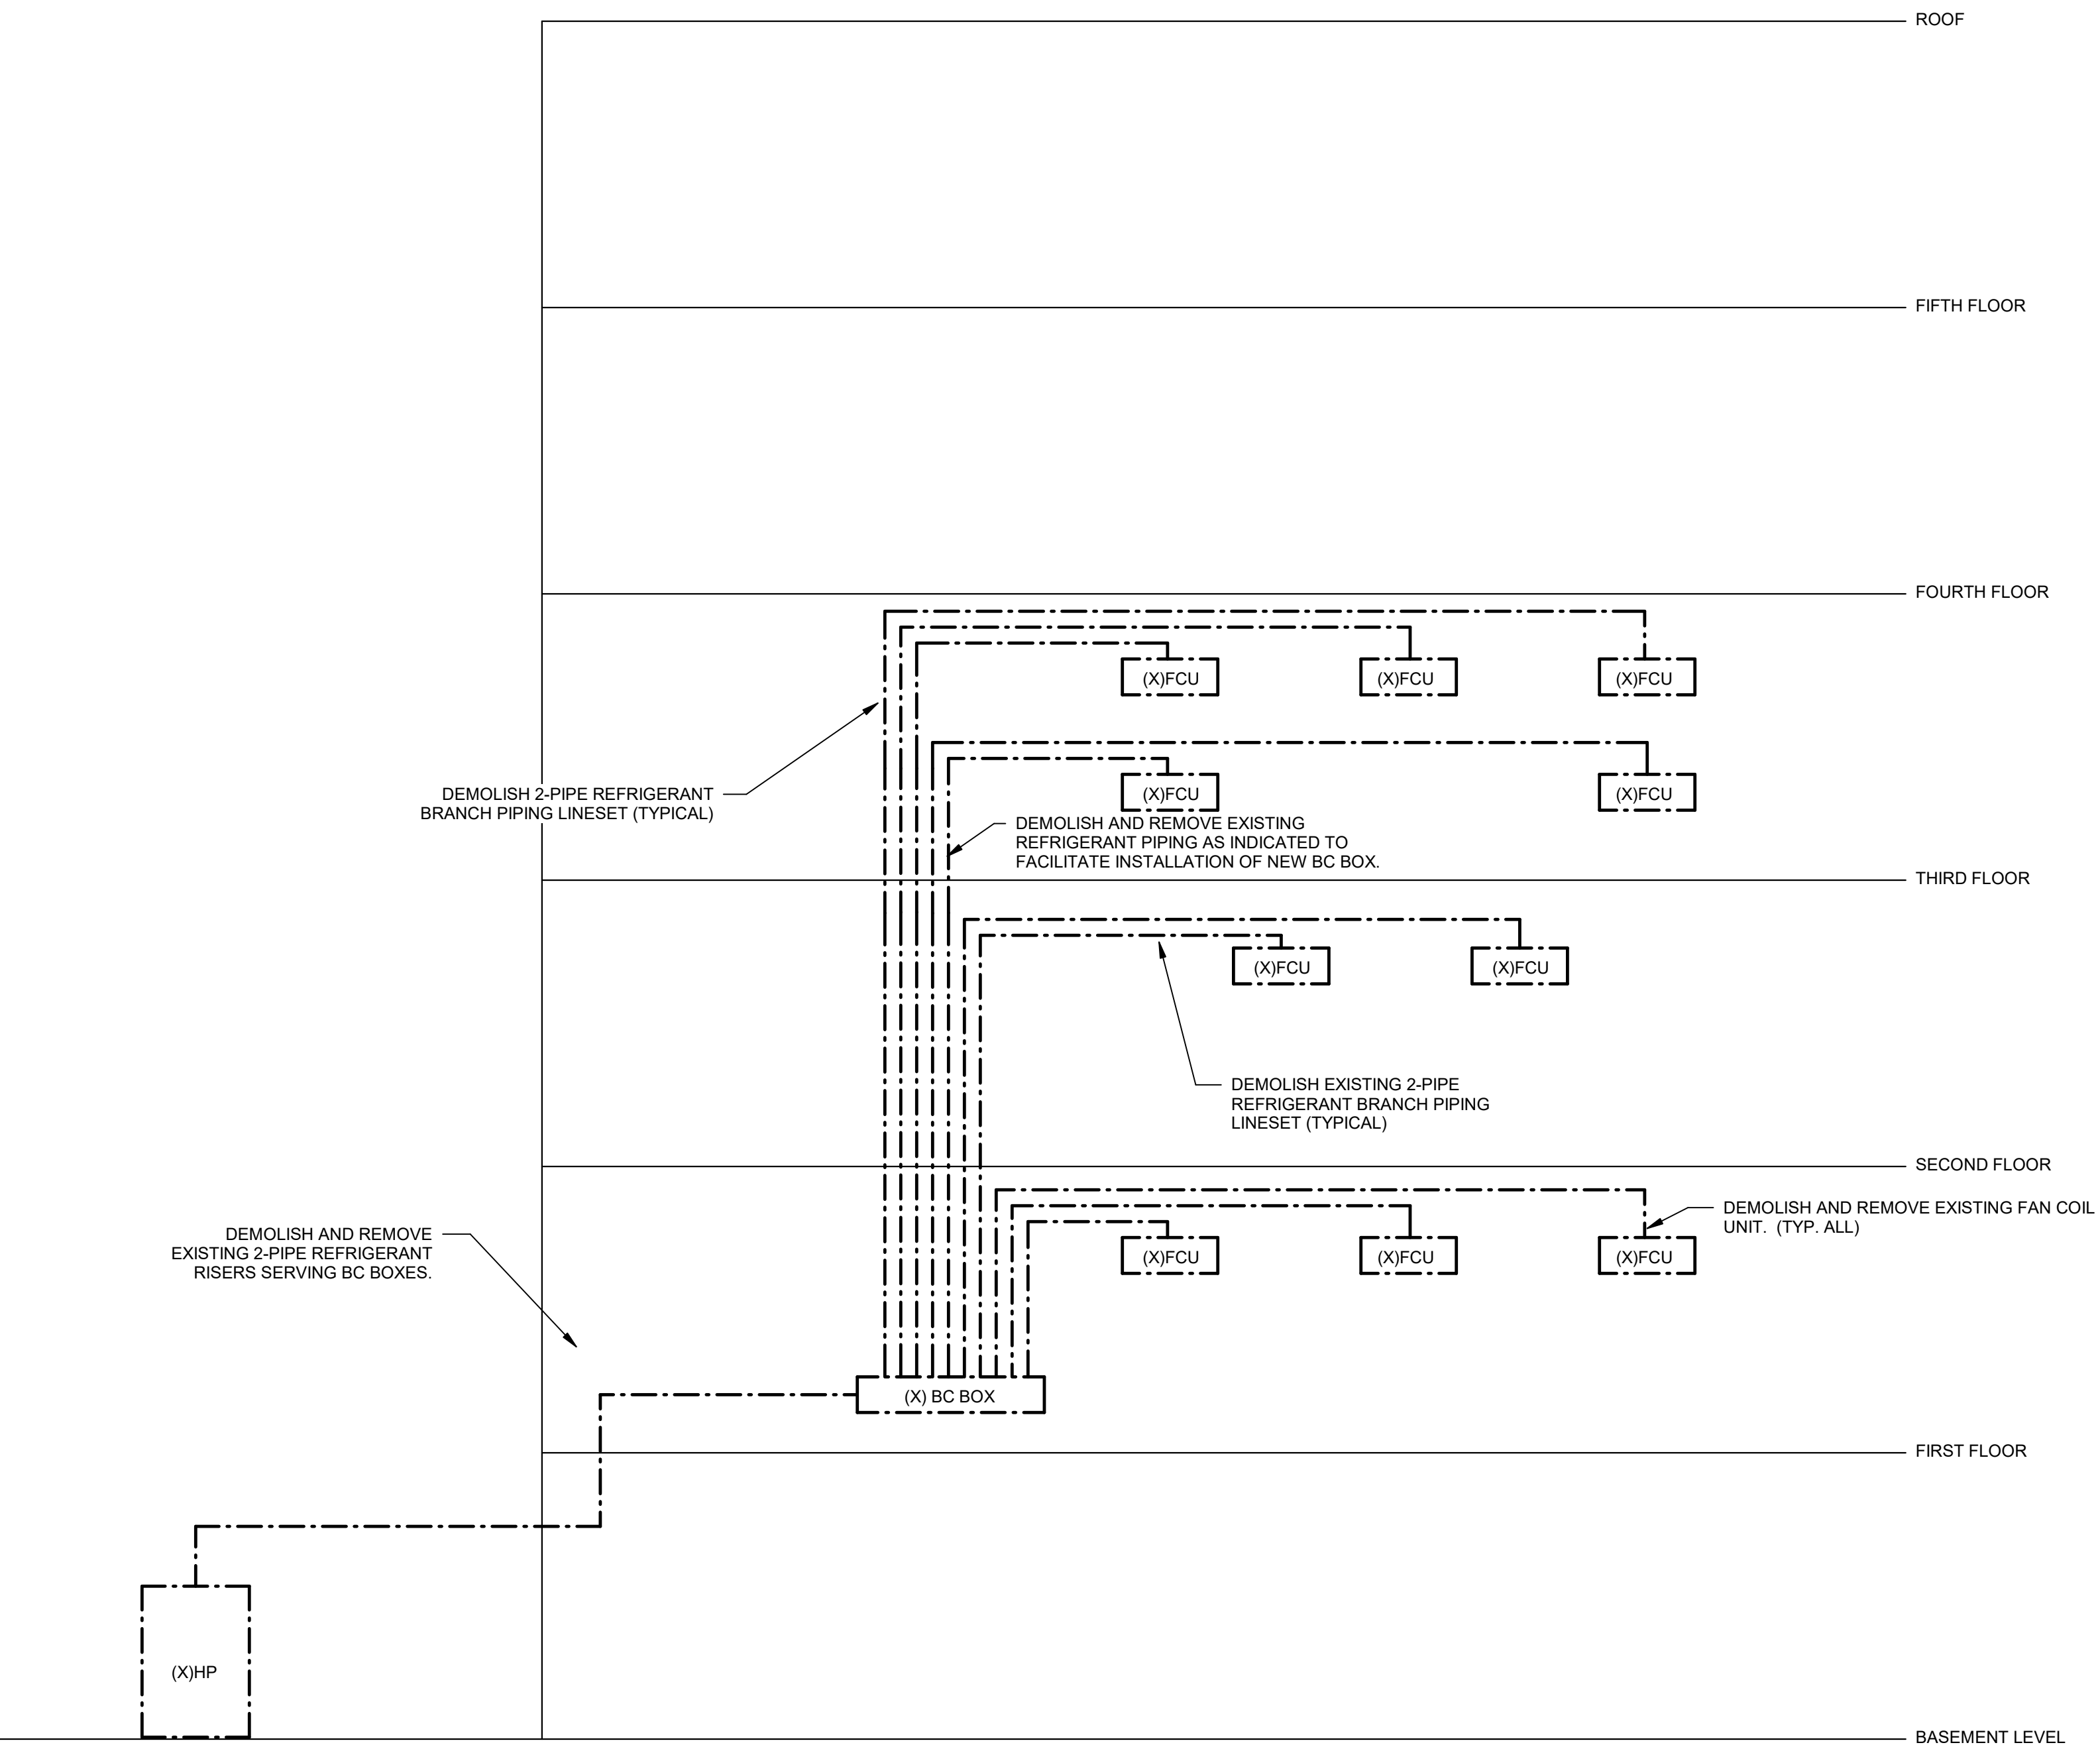 ROOF
FIFTH FLOOR
FOURTH FLOOR
(X)FCU
(X)FCU
(X)FCU
DEMOLISH 2-PIPE REFRIGERANT
BRANCH PIPING LINESET (TYPICAL)
(X)FCU
(X)FCU
DEMOLISH AND REMOVE EXISTING
REFRIGERANT PIPING AS INDICATED TO
FACILITATE INSTALLATION OF NEW BC BOX.
THIRD FLOOR
(X)FCU
(X)FCU
DEMOLISH EXISTING 2-PIPE
REFRIGERANT BRANCH PIPING
LINESET (TYPICAL)
SECOND FLOOR
DEMOLISH AND REMOVE EXISTING FAN COIL
UNIT. (TYP. ALL)
DEMOLISH AND REMOVE
EXISTING 2-PIPE REFRIGERANT
RISERS SERVING BC BOXES.
(X)FCU
(X)FCU
(X)FCU
(X) BC BOX
FIRST FLOOR
(X)HP
BASEMENT LEVEL